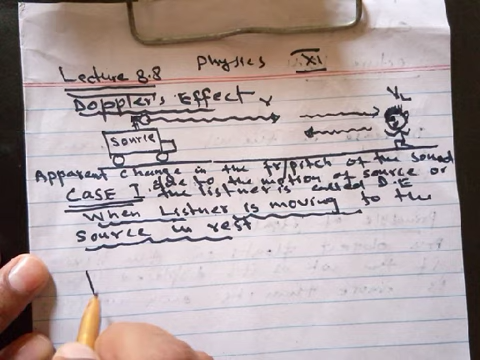 Physics XI
Lecture 8.8
Doppler's Effect
V
VL
Source
Apparent change in the fr/pitch of the sound
due to the motion of source or
CASE I the listner is called D.E
When Listner is moving to the
Source in rest